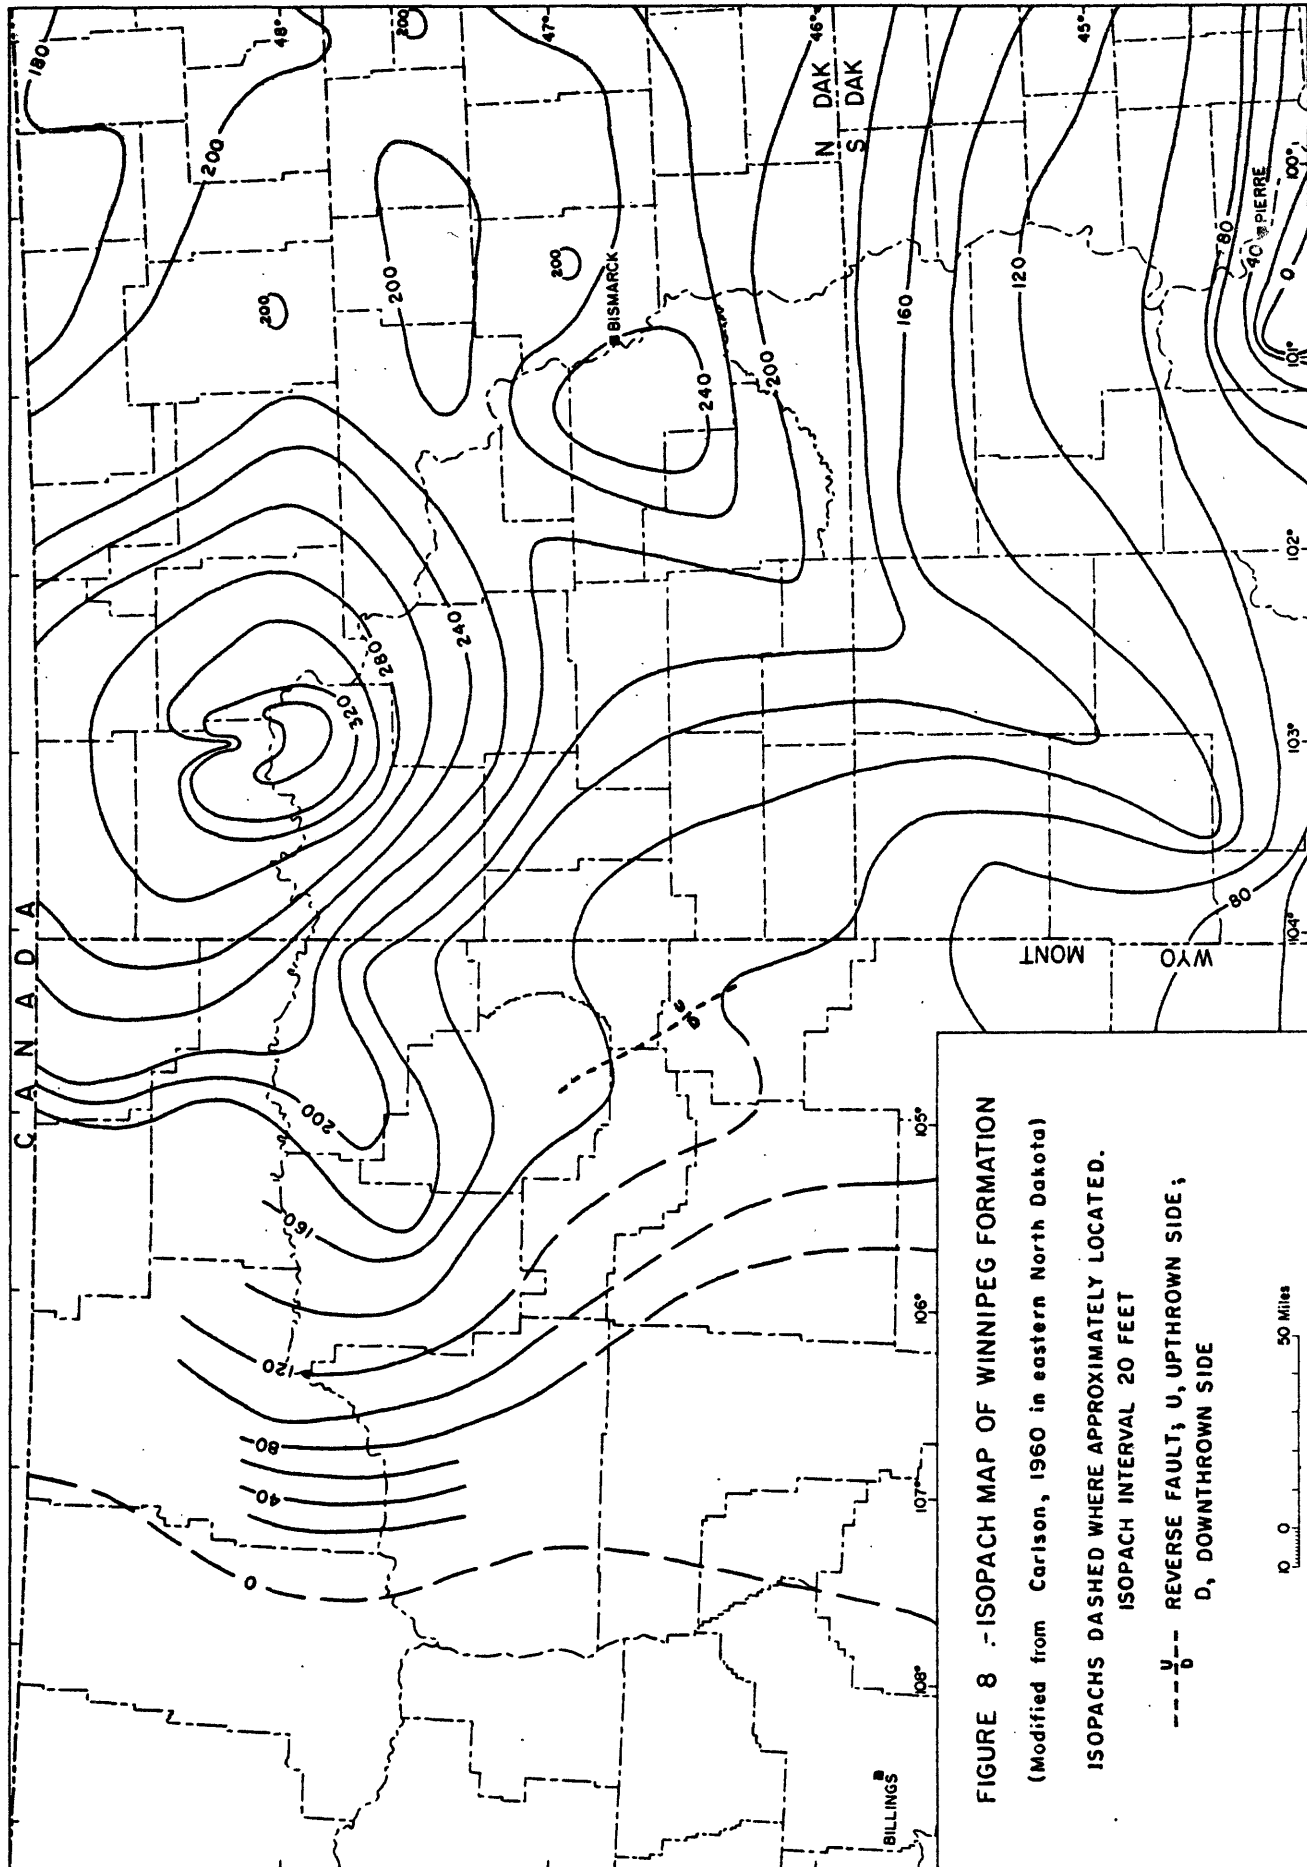 CANADA
180
48°
200
47°
46°
45°
200
200
200
200
N DAK
S DAK
BISMARCK
240
200
160
120
80
40
PIERRE
0
100°
101°
102°
103°
104°
240
280
320
200
160
120
80
40
0
80
MONT
WYO
U
D
105°
106°
107°
108°
BILLINGS
FIGURE 8 - ISOPACH MAP OF WINNIPEG FORMATION
(Modified from Carlson, 1960 in eastern North Dakota)
ISOPACHS DASHED WHERE APPROXIMATELY LOCATED.
ISOPACH INTERVAL 20 FEET
U
D
REVERSE FAULT; U, UPTHROWN SIDE;
D, DOWNTHROWN SIDE
10 0 50 Miles